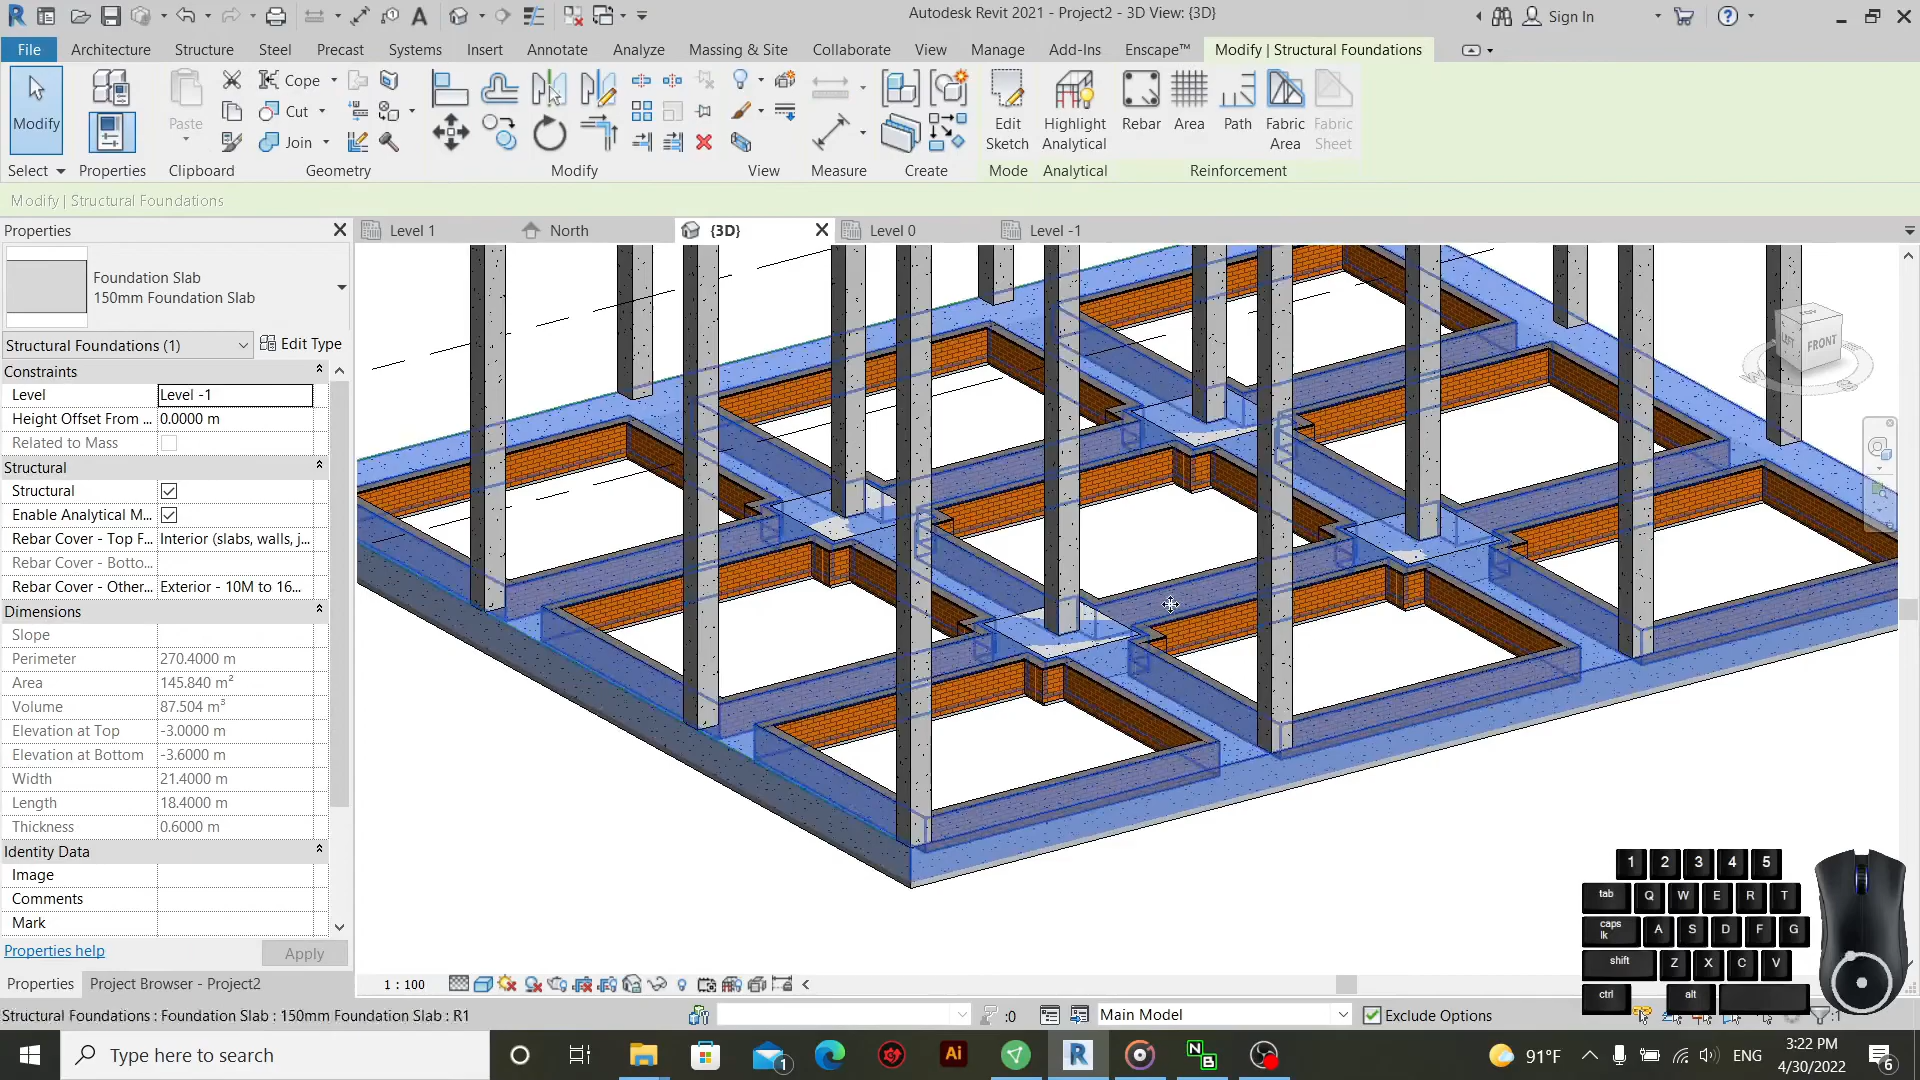 Autodesk Revit 2021 - Project2 - 3D View: {3D}
Sign In
File Architecture Structure Steel Precast Systems Insert Annotate Analyze Massing & Site Collaborate View Manage Add-Ins Enscape™ Modify | Structural Foundations
Modify Paste Cope Cut Join Edit Sketch Highlight Analytical Rebar Area Path Fabric Area Fabric Sheet
Select Properties Clipboard Geometry Modify View Measure Create Mode Analytical Reinforcement
Modify | Structural Foundations
Properties
Level 1 North {3D} Level 0 Level -1
Foundation Slab
150mm Foundation Slab
Structural Foundations (1) Edit Type
Constraints
Level Level -1
Height Offset From ... 0.0000 m
Related to Mass
Structural
Structural
Enable Analytical M...
Rebar Cover - Top F... Interior (slabs, walls, j...
Rebar Cover - Botto...
Rebar Cover - Other... Exterior - 10M to 16...
Dimensions
Slope
Perimeter 270.4000 m
Area 145.840 m²
Volume 87.504 m³
Elevation at Top -3.0000 m
Elevation at Bottom -3.6000 m
Width 21.4000 m
Length 18.4000 m
Thickness 0.6000 m
Identity Data
Image
Comments
Mark
Properties help Apply
Properties Project Browser - Project2
TOP
LEFT FRONT
1 2 3 4 5
tab Q W E R T
caps lk A S D F G
shift Z X C V
ctrl alt
1 : 100
Structural Foundations : Foundation Slab : 150mm Foundation Slab : R1
:0 Main Model Exclude Options :1
Type here to search
1
Ai
R
N B
91°F ENG
3:22 PM
4/30/2022
6